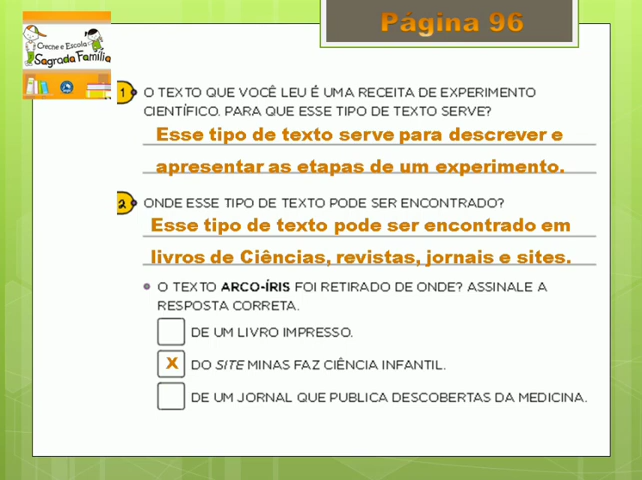 Página 96
Creche e Escola
Sagrada Família
1 O TEXTO QUE VOCÊ LEU É UMA RECEITA DE EXPERIMENTO
CIENTÍFICO. PARA QUE ESSE TIPO DE TEXTO SERVE?
Esse tipo de texto serve para descrever e
apresentar as etapas de um experimento.
2 ONDE ESSE TIPO DE TEXTO PODE SER ENCONTRADO?
Esse tipo de texto pode ser encontrado em
livros de Ciências, revistas, jornais e sites.
• O TEXTO ARCO-ÍRIS FOI RETIRADO DE ONDE? ASSINALE A
RESPOSTA CORRETA.
DE UM LIVRO IMPRESSO.
X DO SITE MINAS FAZ CIÊNCIA INFANTIL.
DE UM JORNAL QUE PUBLICA DESCOBERTAS DA MEDICINA.